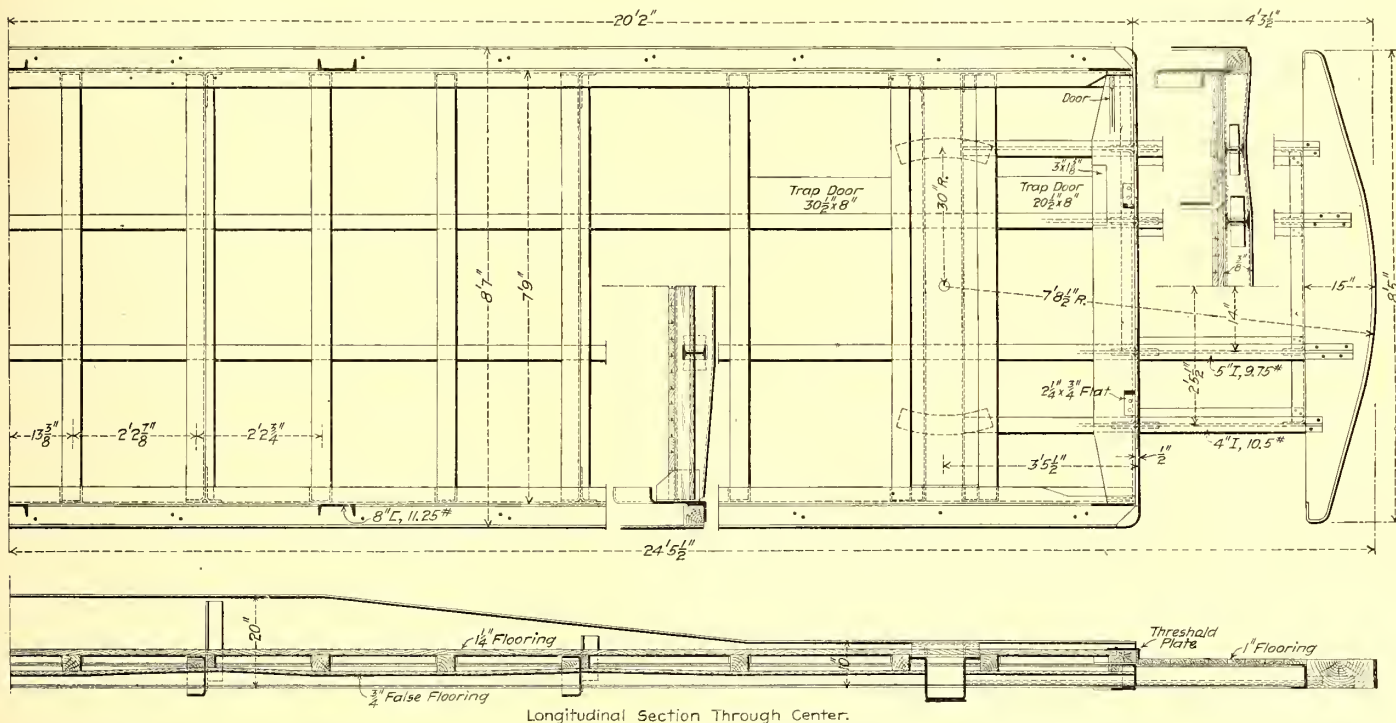 20'2"
4'3½"
Door
3"x1⅛"
Trap Door
30½"x8"
30"R.
Trap Door
20½"x8"
8'7"
7'9"
7'8½"R.
14"
15"
8'5"
2'5½"
5"I, 9.75#
2¼"x¾" Flat
4"I, 10.5#
13⅜"
2'2⅞"
2'2¾"
3'5½"
½"
8"[, 11.25#
24'5½"
20"
1¼" Flooring
10"
Threshold
Plate
1" Flooring
¾" False Flooring
Longitudinal Section Through Center.